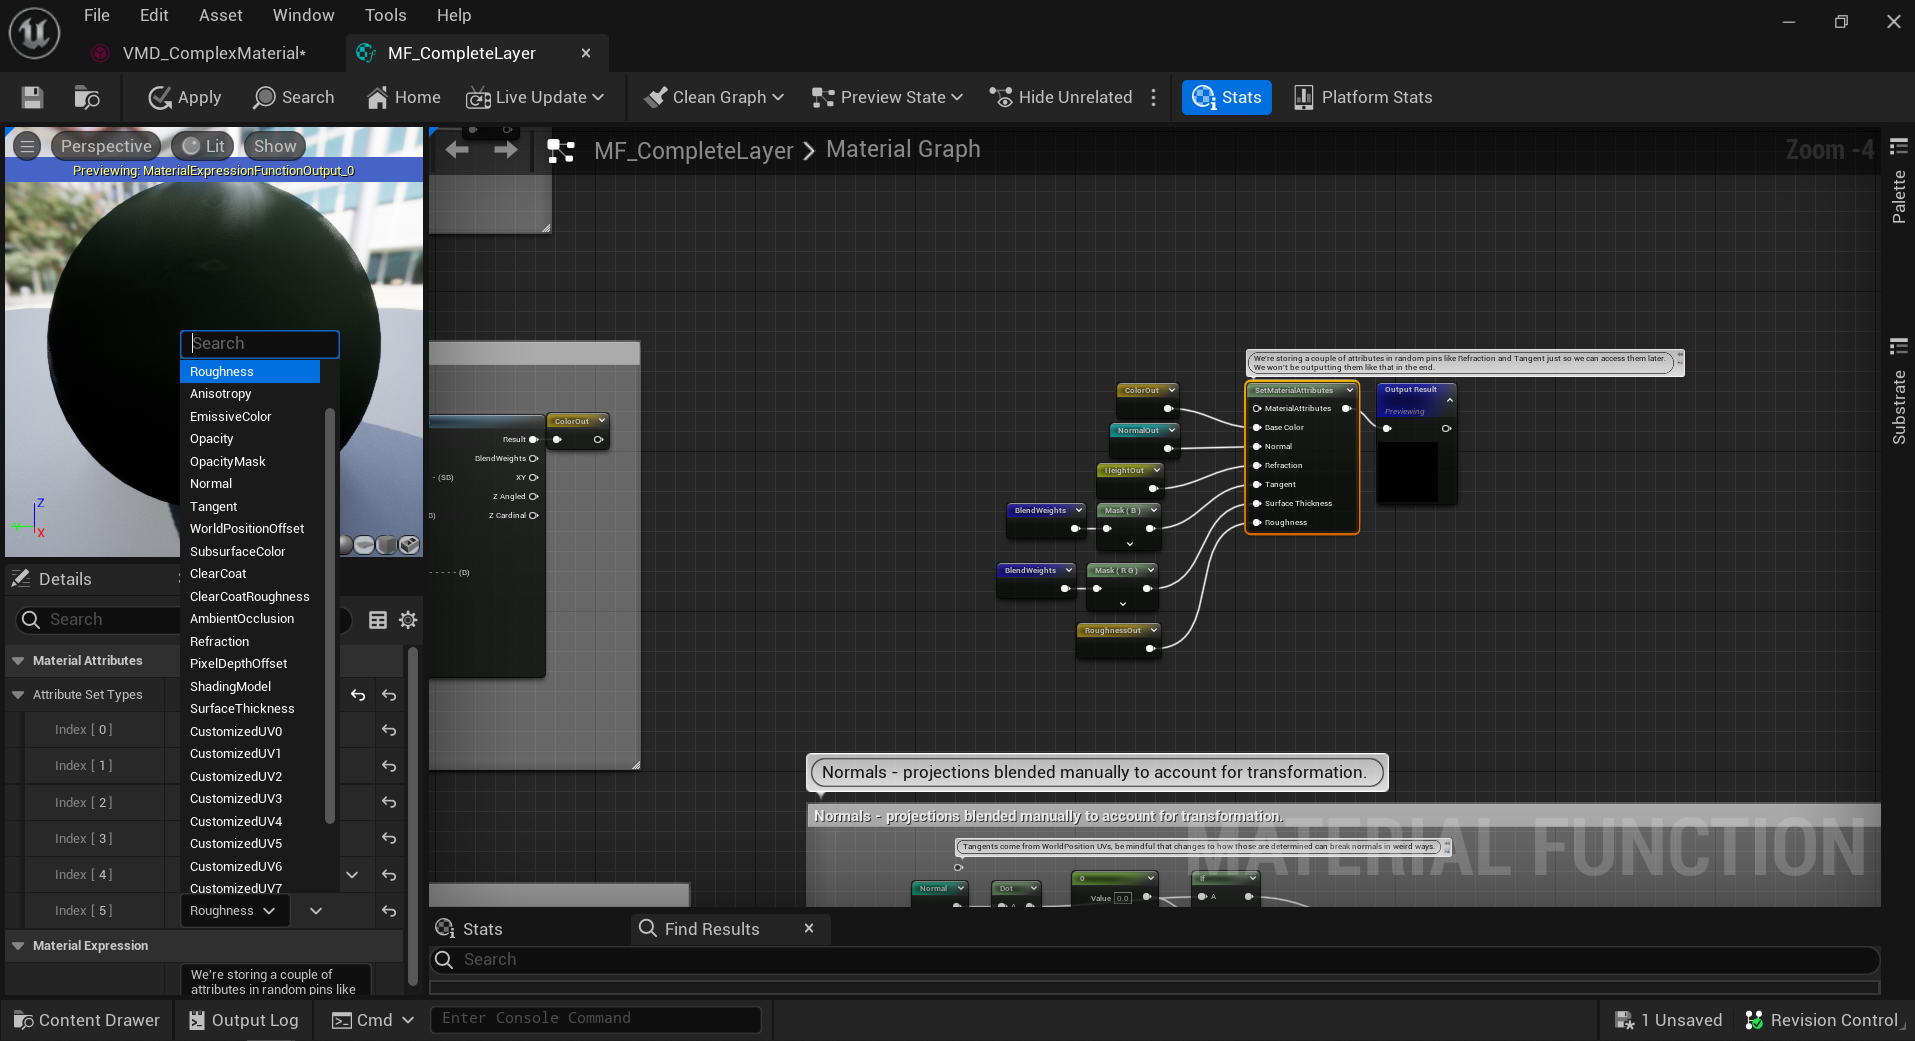 File Edit Asset Window Tools Help
VMD_ComplexMaterial*
MF_CompleteLayer
Apply Search Home Live Update Clean Graph Preview State Hide Unrelated Stats Platform Stats
Perspective Lit Show
Previewing: MaterialExpressionFunctionOutput_0
MF_CompleteLayer Material Graph
Zoom -4
Palette
Substrate
Search
Roughness
Anisotropy
EmissiveColor
Opacity
OpacityMask
Normal
Tangent
WorldPositionOffset
SubsurfaceColor
ClearCoat
ClearCoatRoughness
AmbientOcclusion
Refraction
PixelDepthOffset
ShadingModel
SurfaceThickness
CustomizedUV0
CustomizedUV1
CustomizedUV2
CustomizedUV3
CustomizedUV4
CustomizedUV5
CustomizedUV6
CustomizedUV7
Z
Y
X
Details
Search
Material Attributes
Attribute Set Types
Index [ 0 ]
Index [ 1 ]
Index [ 2 ]
Index [ 3 ]
Index [ 4 ]
Index [ 5 ] Roughness
Material Expression
We're storing a couple of
attributes in random pins like
ColorOut
Result
BlendWeights
- (SB) XY
Z Angled
Z Cardinal
- - - - - (B)
We're storing a couple of attributes in random pins like Refraction and Tangent just so we can access them later.
We won't be outputting them like that in the end.
ColorOut
NormalOut
HeightOut
BlendWeights Mask ( B )
BlendWeights Mask ( R G )
RoughnessOut
SetMaterialAttributes
MaterialAttributes
Base Color
Normal
Refraction
Tangent
Surface Thickness
Roughness
Output Result
Previewing
Normals - projections blended manually to account for transformation.
Normals - projections blended manually to account for transformation.
Tangents come from WorldPosition UVs, be mindful that changes to how those are determined can break normals in weird ways.
MATERIAL FUNCTION
Normal Dot 0 If
A Value 0.0 A
Stats
Find Results
Search
Content Drawer Output Log Cmd Enter Console Command 1 Unsaved Revision Control